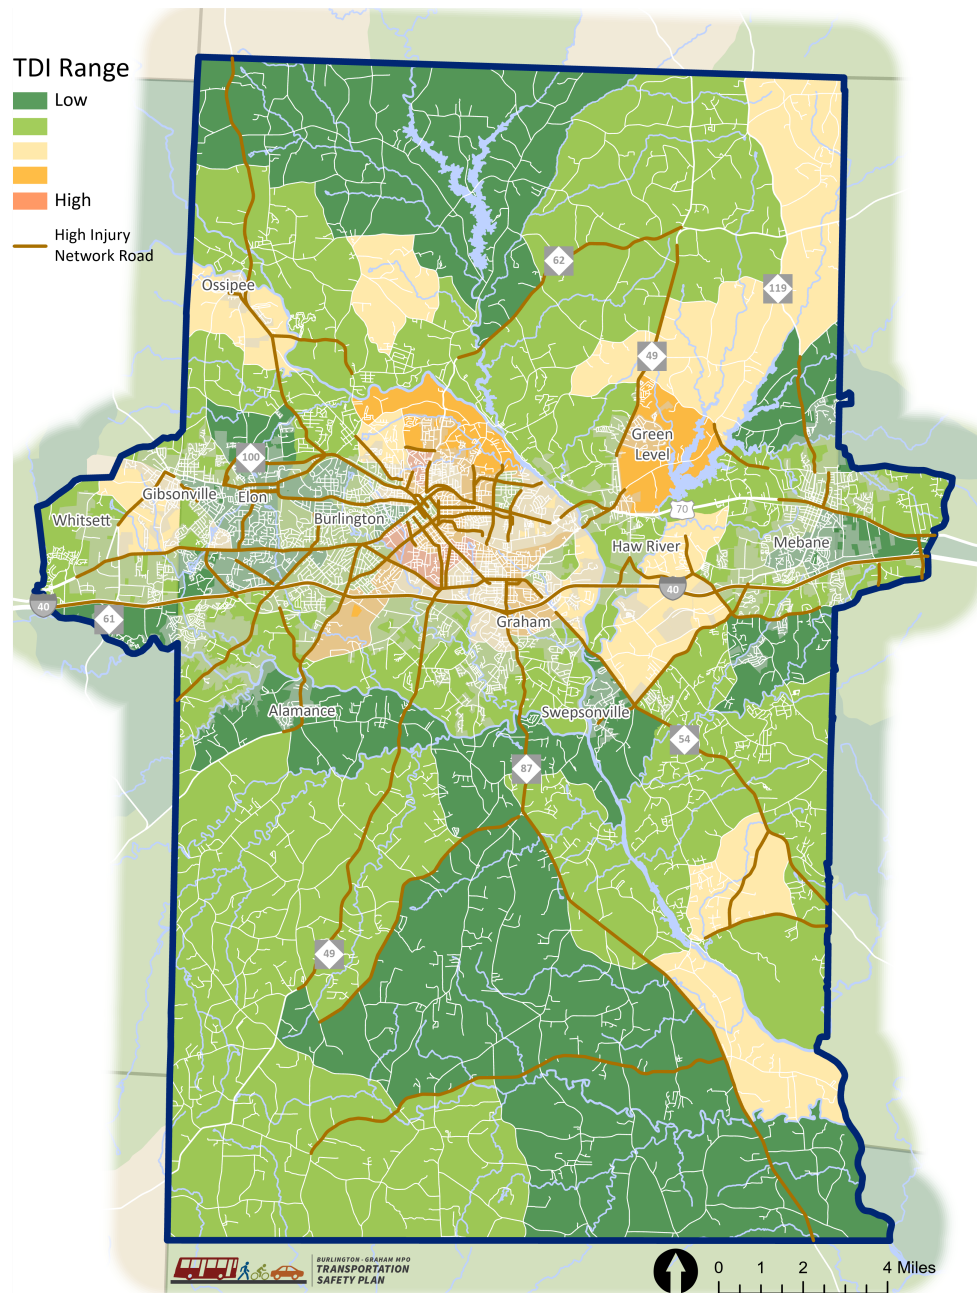 TDI Range
Low
High
High Injury
Network Road
62
119
Ossipee
49
Green
Level
100
Gibsonville
Elon
Whitsett
Burlington
70
Haw River
Mebane
40
40
61
Graham
Alamance
Swepsonville
54
87
49
BURLINGTON - GRAHAM MPO
TRANSPORTATION
SAFETY PLAN
0 1 2 4 Miles